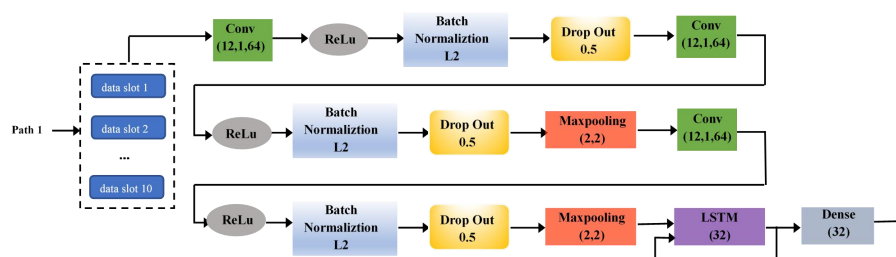 Path 1
data slot 1
data slot 2
...
data slot 10
Conv
(12,1,64)
ReLu
Batch
Normaliztion
L2
Drop Out
0.5
Conv
(12,1,64)
ReLu
Batch
Normaliztion
L2
Drop Out
0.5
Maxpooling
(2,2)
Conv
(12,1,64)
ReLu
Batch
Normaliztion
L2
Drop Out
0.5
Maxpooling
(2,2)
LSTM
(32)
Dense
(32)